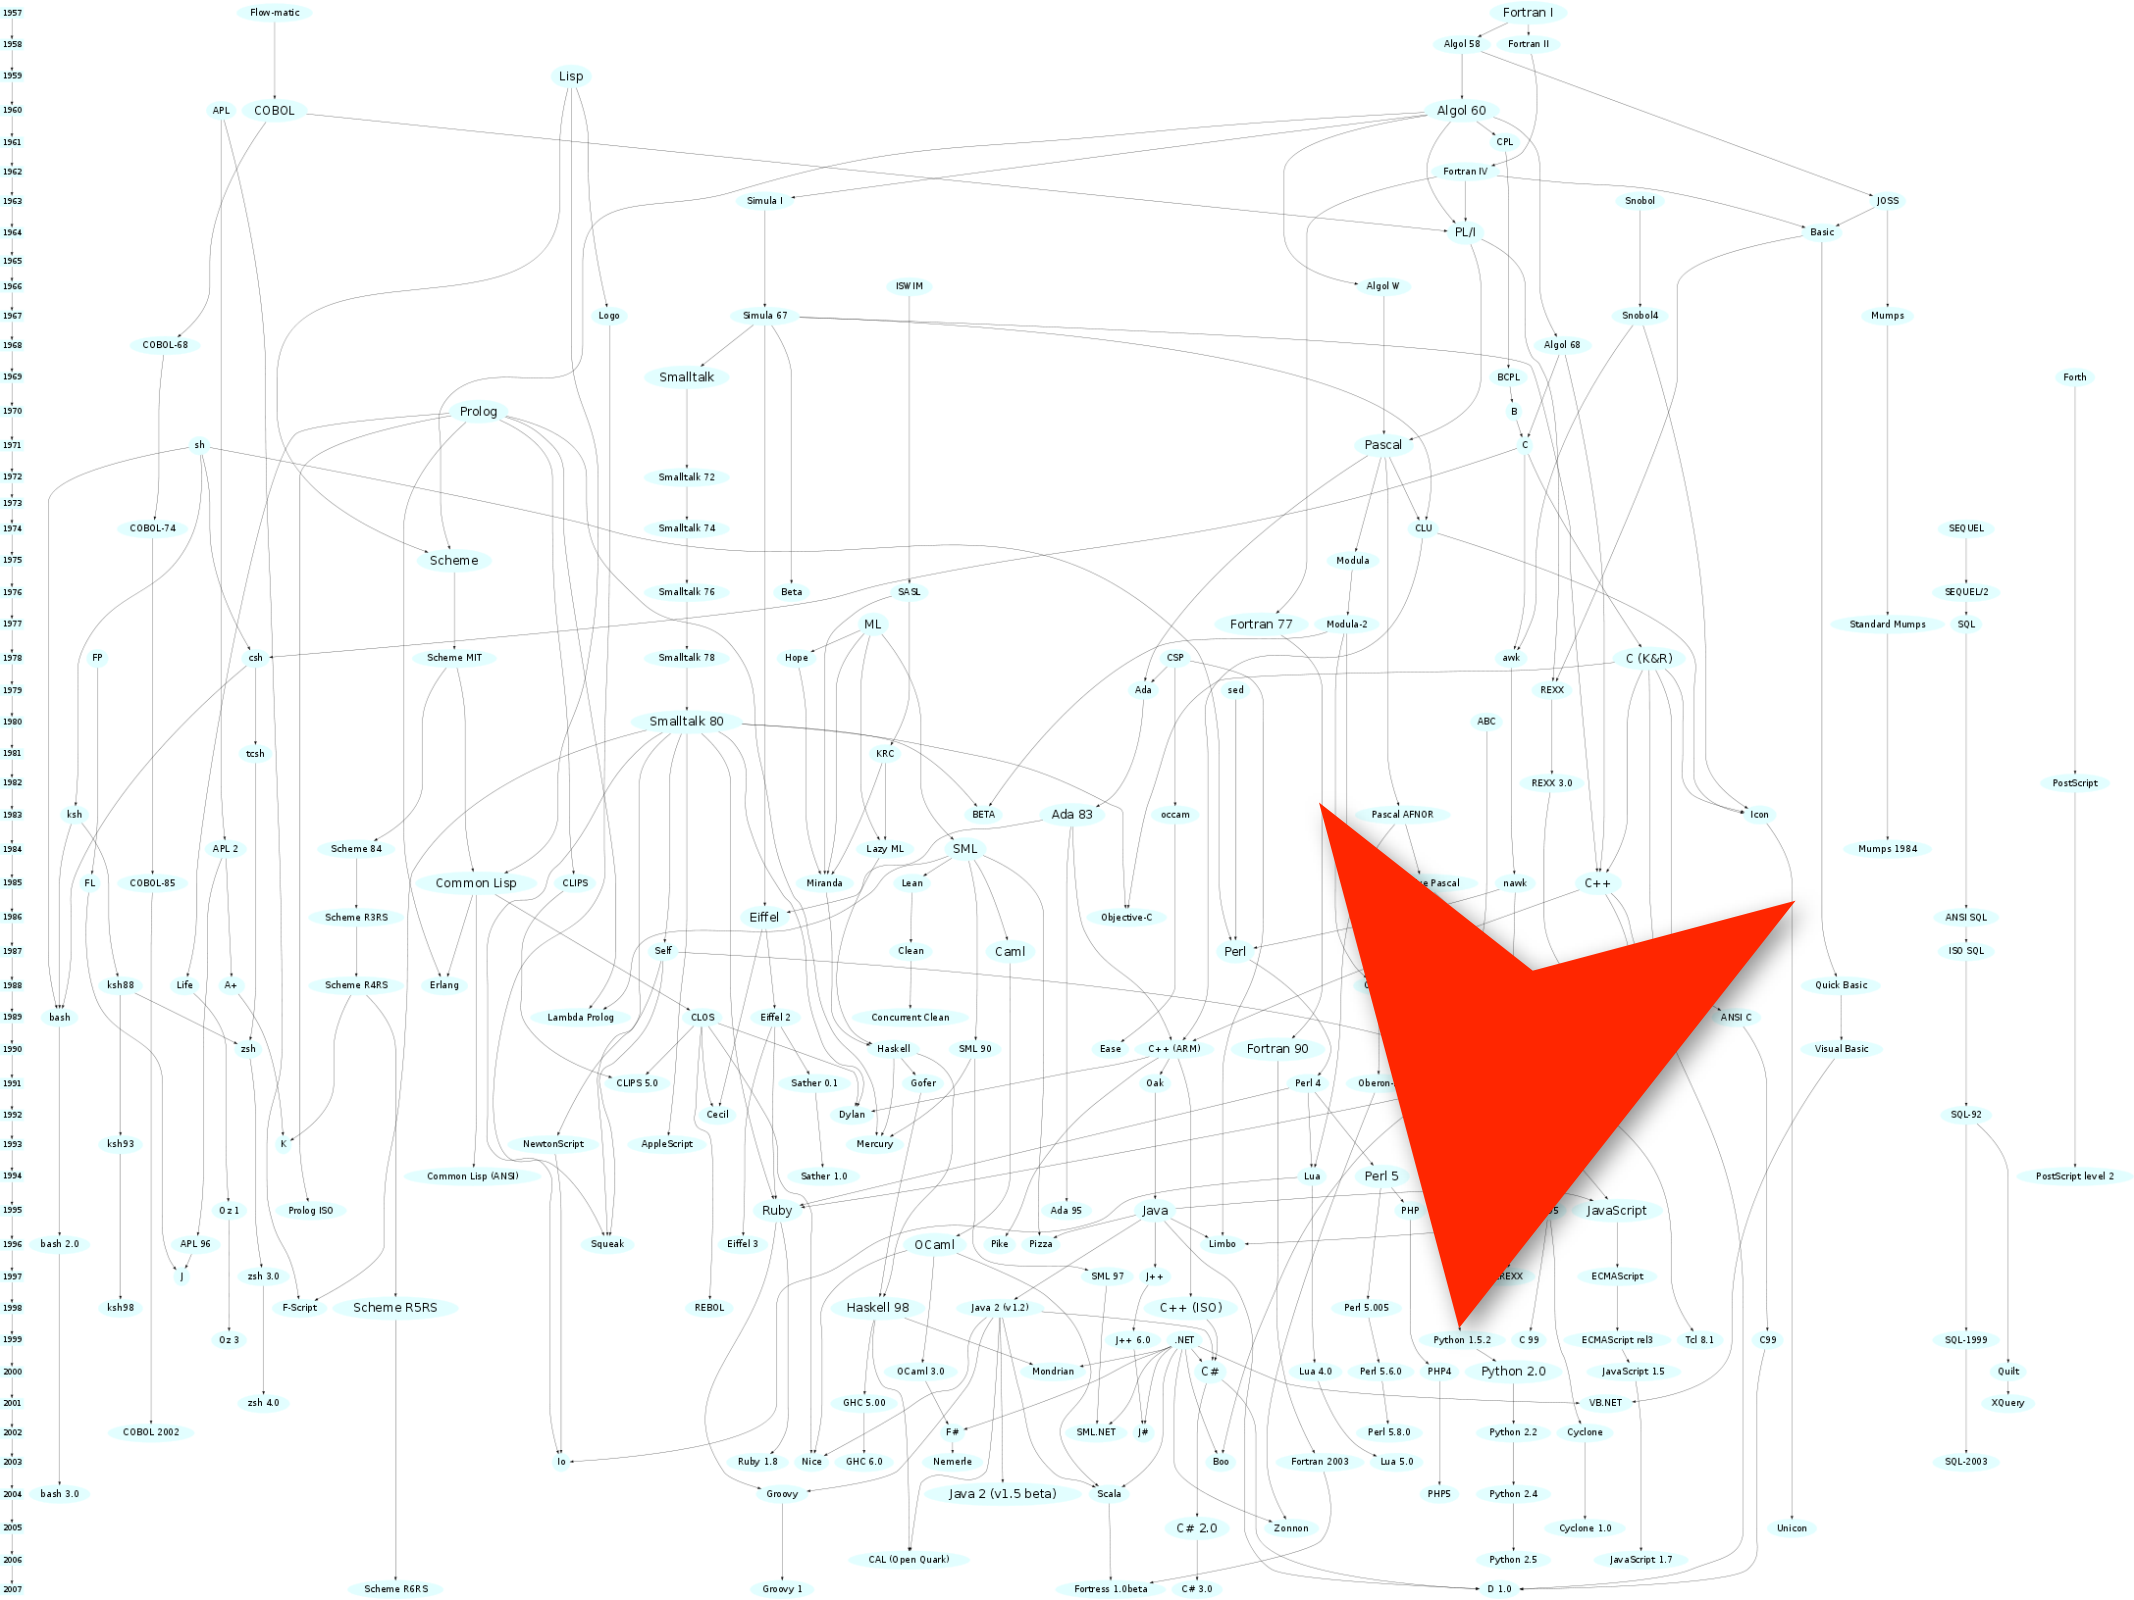 1957 Flow-matic Fortran I
1958 Algol 58 Fortran II
1959 Lisp
1960 APL COBOL Algol 60
1961 CPL
1962 Fortran IV
1963 Simula I Snobol JOSS
1964 PL/I Basic
1965
1966 ISWIM Algol W
1967 Logo Simula 67 Snobol4 Mumps
1968 COBOL-68 Algol 68
1969 Smalltalk BCPL Forth
1970 Prolog B
1971 sh Pascal C
1972 Smalltalk 72
1973
1974 COBOL-74 Smalltalk 74 CLU SEQUEL
1975 Scheme Modula
1976 Smalltalk 76 Beta SASL SEQUEL/2
1977 ML Fortran 77 Modula-2 Standard Mumps SQL
1978 FP csh Scheme MIT Smalltalk 78 Hope CSP awk C (K&R)
1979 Ada sed REXX
1980 Smalltalk 80 ABC
1981 tcsh KRC
1982 REXX 3.0 PostScript
1983 ksh BETA Ada 83 occam Pascal AFNOR Icon
1984 APL 2 Scheme 84 Lazy ML SML Mumps 1984
1985 FL COBOL-85 Common Lisp CLIPS Miranda Lean Pascal nawk C++
1986 Scheme R3RS Eiffel Objective-C ANSI SQL
1987 Self Clean Caml Perl ISO SQL
1988 ksh88 Life A+ Scheme R4RS Erlang Quick Basic
1989 bash Lambda Prolog CLOS Eiffel 2 Concurrent Clean ANSI C
1990 zsh Haskell SML 90 Ease C++ (ARM) Fortran 90 Visual Basic
1991 CLIPS 5.0 Sather 0.1 Gofer Oak Perl 4 Oberon-
1992 Cecil Dylan SQL-92
1993 ksh93 K NewtonScript AppleScript Mercury
1994 Common Lisp (ANSI) Sather 1.0 Lua Perl 5 PostScript level 2
1995 Oz 1 Prolog ISO Ruby Ada 95 Java PHP JavaScript
1996 bash 2.0 APL 96 Squeak Eiffel 3 OCaml Pike Pizza Limbo
1997 J zsh 3.0 SML 97 J++ REXX ECMAScript
1998 ksh98 F-Script Scheme R5RS REBOL Haskell 98 Java 2 (v1.2) C++ (ISO) Perl 5.005
1999 Oz 3 J++ 6.0 .NET Python 1.5.2 C 99 ECMAScript rel3 Tcl 8.1 C99 SQL-1999
2000 OCaml 3.0 Mondrian C# Lua 4.0 Perl 5.6.0 PHP4 Python 2.0 JavaScript 1.5 Quilt
2001 zsh 4.0 GHC 5.00 VB.NET XQuery
2002 COBOL 2002 F# SML.NET J# Perl 5.8.0 Python 2.2 Cyclone
2003 Io Ruby 1.8 Nice GHC 6.0 Nemerle Boo Fortran 2003 Lua 5.0 SQL-2003
2004 bash 3.0 Groovy Java 2 (v1.5 beta) Scala PHP5 Python 2.4
2005 C# 2.0 Zonnon Cyclone 1.0 Unicon
2006 CAL (Open Quark) Python 2.5 JavaScript 1.7
2007 Scheme R6RS Groovy 1 Fortress 1.0beta C# 3.0 D 1.0